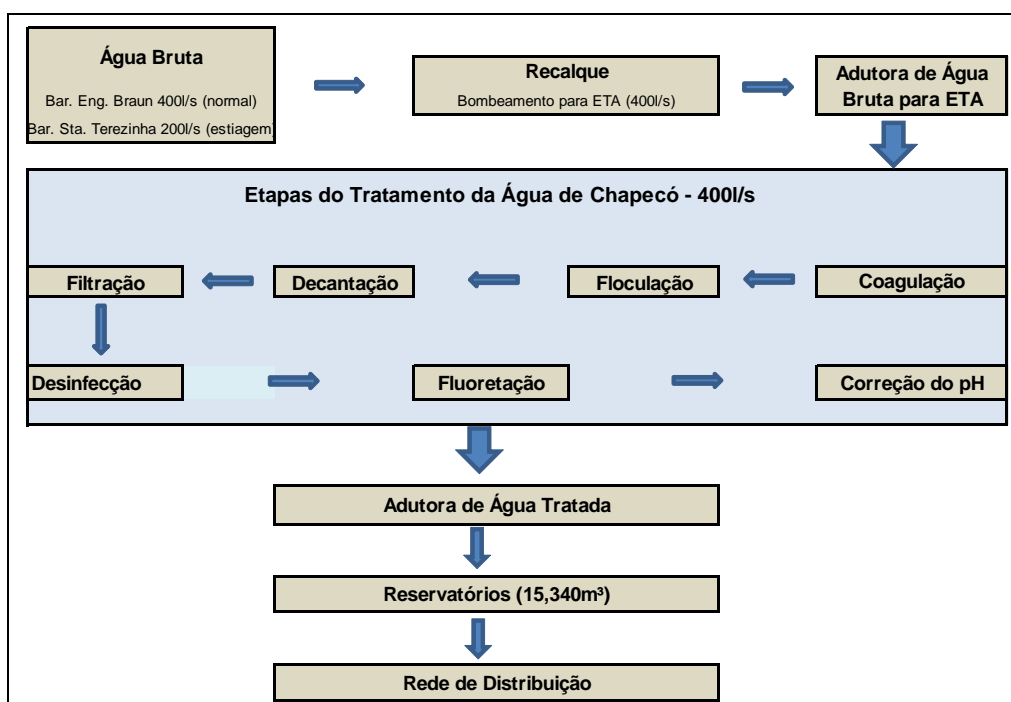 Água Bruta
Bar. Eng. Braun 400l/s (normal)
Bar. Sta. Terezinha 200l/s (estiagem)
Recalque
Bombeamento para ETA (400l/s)
Adutora de Água
Bruta para ETA
Etapas do Tratamento da Água de Chapecó - 400l/s
Coagulação
Floculação
Decantação
Filtração
Desinfecção
Fluoretação
Correção do pH
Adutora de Água Tratada
Reservatórios (15,340m³)
Rede de Distribuição